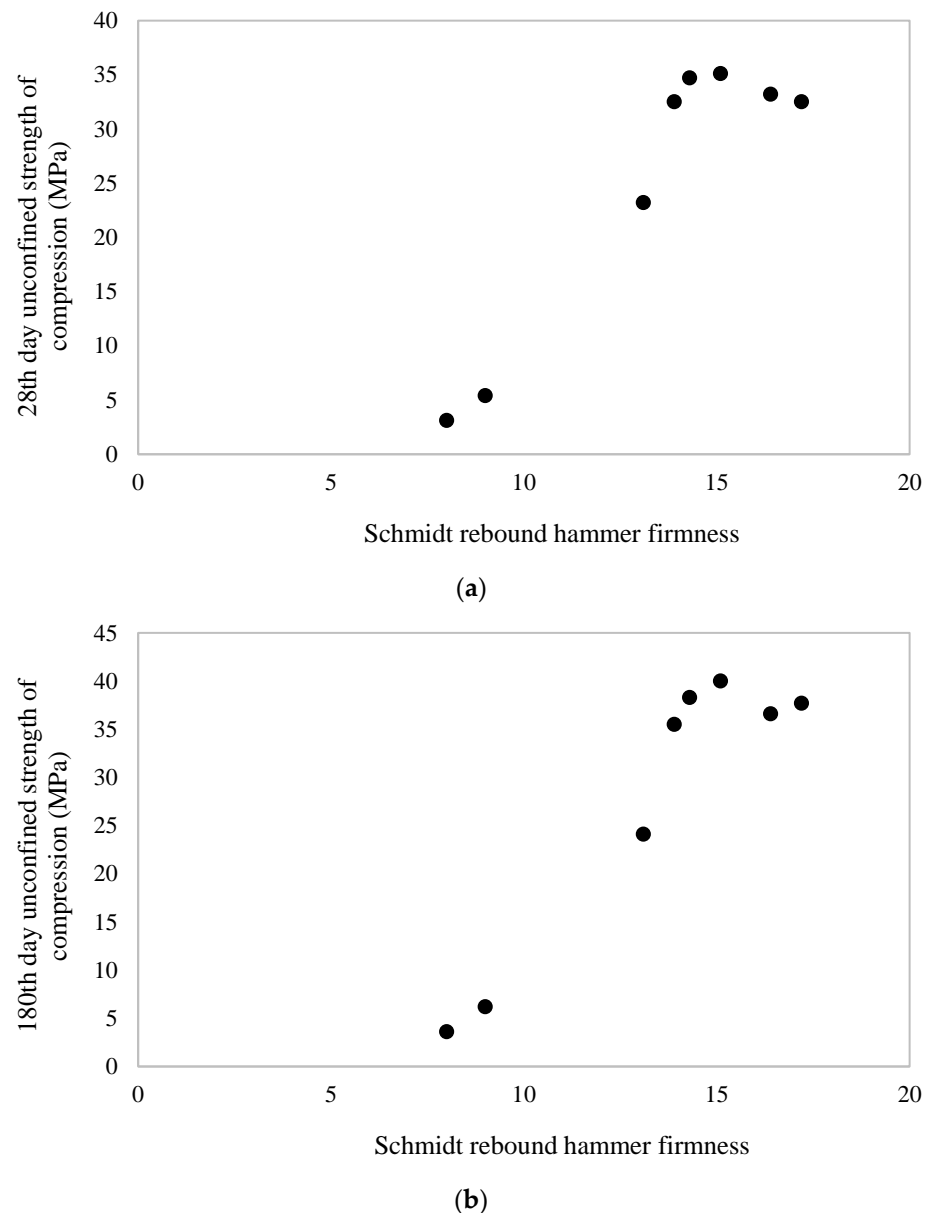 40
35
30
25
20
15
10
5
0
28th day unconfined strength of
compression (MPa)
0 5 10 15 20
Schmidt rebound hammer firmness
(a)
45
40
35
30
25
20
15
10
5
0
180th day unconfined strength of
compression (MPa)
0 5 10 15 20
Schmidt rebound hammer firmness
(b)